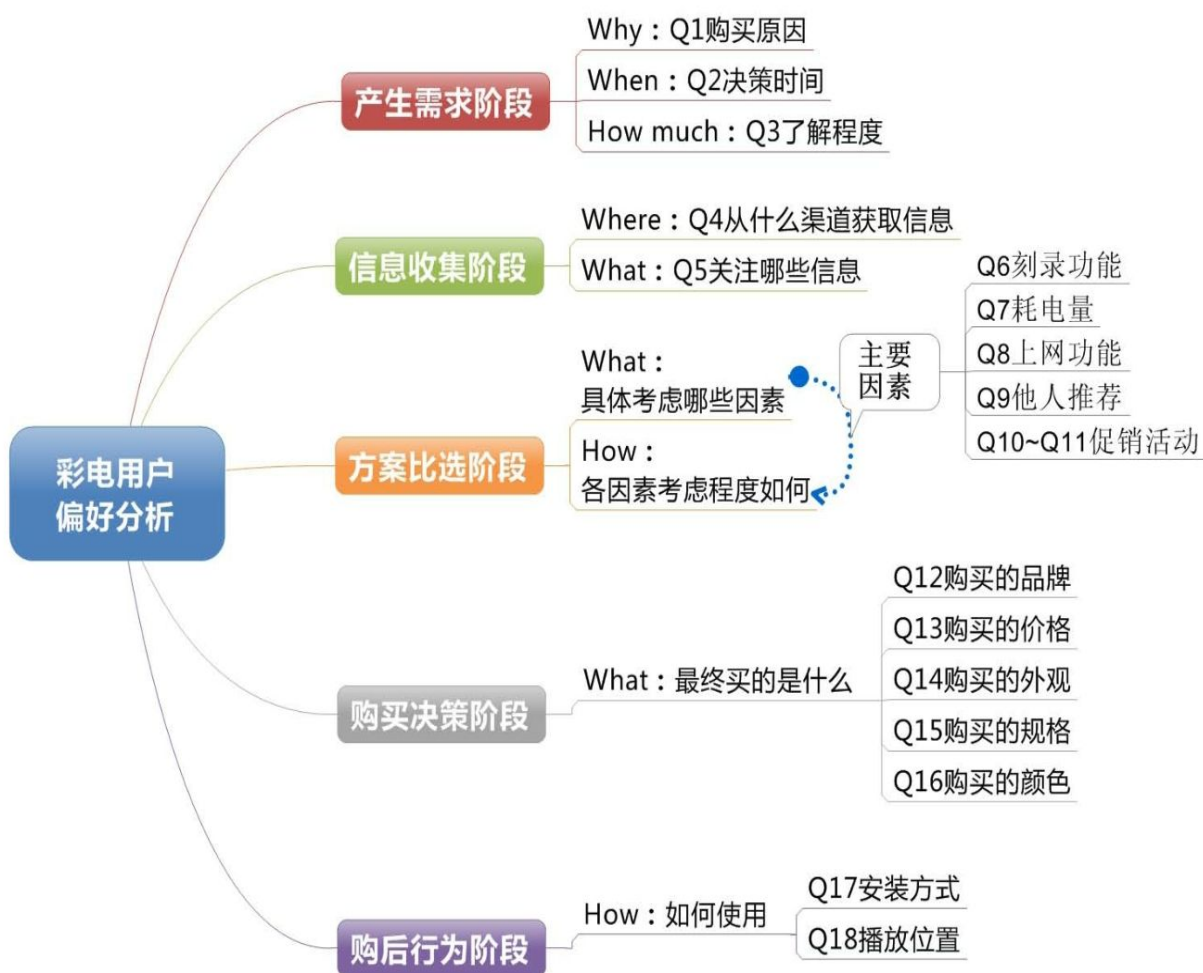 彩电用户
偏好分析
产生需求阶段
Why：Q1购买原因
When：Q2决策时间
How much：Q3了解程度
信息收集阶段
Where：Q4从什么渠道获取信息
What：Q5关注哪些信息
方案比选阶段
What：
具体考虑哪些因素
How：
各因素考虑程度如何
主要
因素
Q6刻录功能
Q7耗电量
Q8上网功能
Q9他人推荐
Q10~Q11促销活动
购买决策阶段
What：最终买的是什么
Q12购买的品牌
Q13购买的价格
Q14购买的外观
Q15购买的规格
Q16购买的颜色
购后行为阶段
How：如何使用
Q17安装方式
Q18播放位置